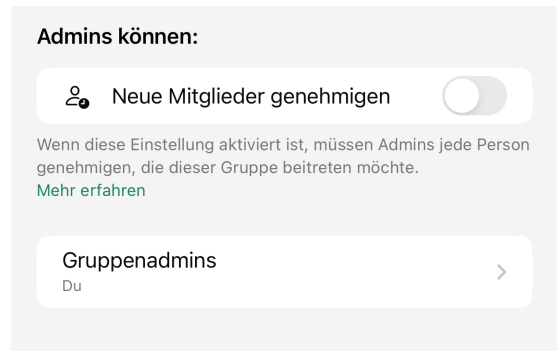 Admins können:
Neue Mitglieder genehmigen
Wenn diese Einstellung aktiviert ist, müssen Admins jede Person
genehmigen, die dieser Gruppe beitreten möchte.
Mehr erfahren
Gruppenadmins
Du